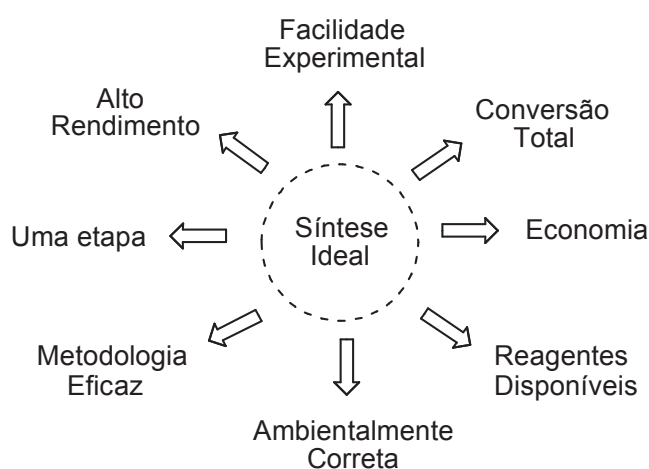 Facilidade
Experimental
Alto
Rendimento
Conversão
Total
Uma etapa
Síntese
Ideal
Economia
Metodologia
Eficaz
Reagentes
Disponíveis
Ambientalmente
Correta